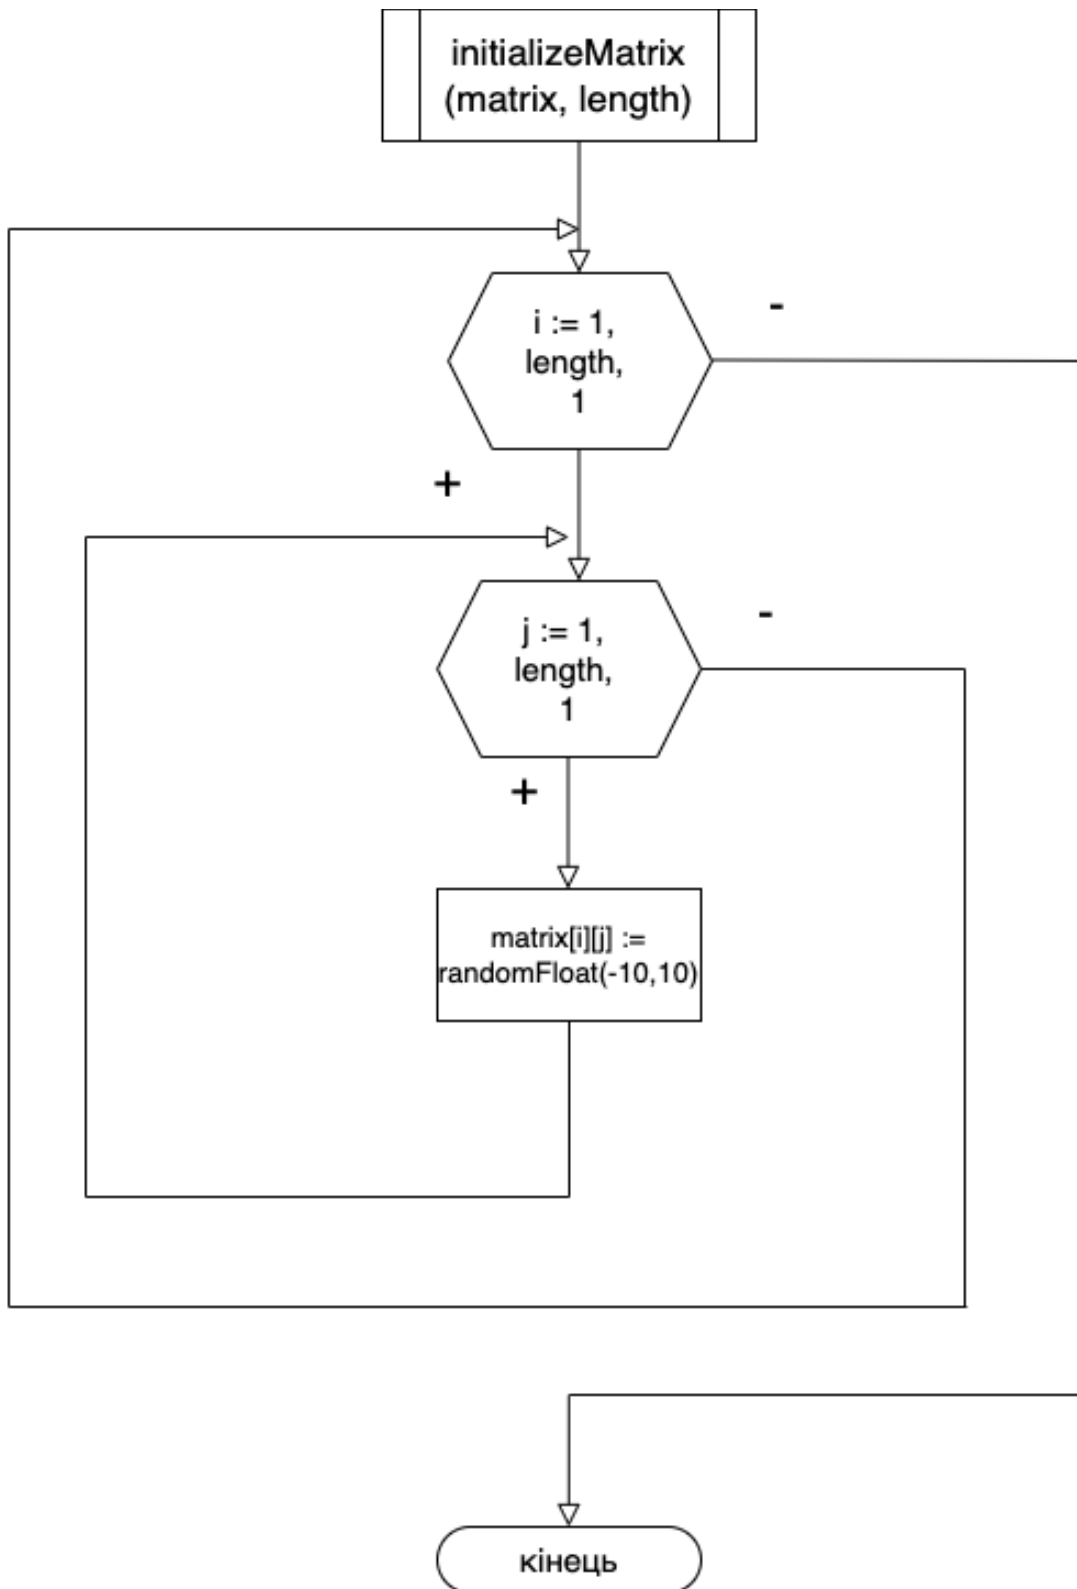 initializeMatrix
(matrix, length)
-
i := 1,
length,
1
+
-
j := 1,
length,
1
+
matrix[i][j] :=
randomFloat(-10,10)
кінець